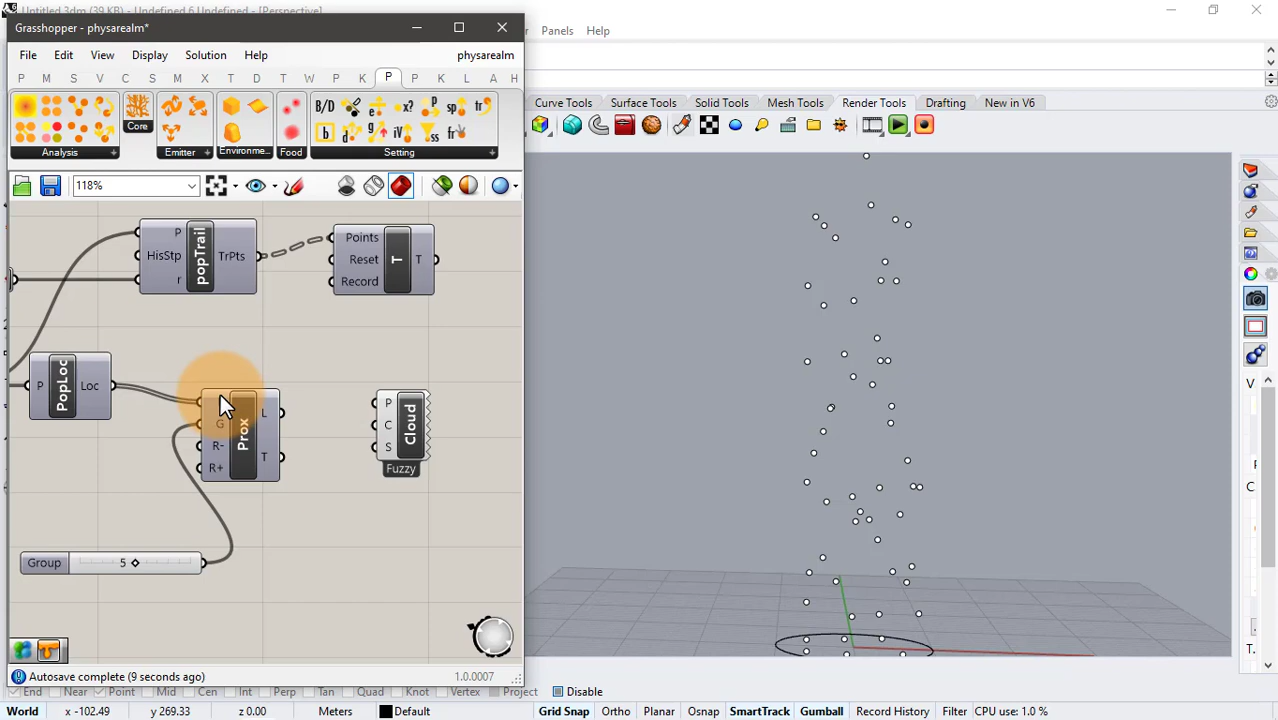 Untitled.3dm (39 KB) - Undefined 6 Undefined - [Perspective]
Grasshopper - physarealm*
File Edit View Display Solution Help physarealm
Panels Help
P M S V C S M X T D T W P K P P K L A H
Core
B/D
Analysis Emitter Environme... Food Setting
Curve Tools Surface Tools Solid Tools Mesh Tools Render Tools Drafting New in V6
118%
P HisStp r popTrail TrPts
Points Reset Record T T
P PopLoc Loc
G R- R+ Prox L T
P C S Cloud
Fuzzy
Group 5
Autosave complete (9 seconds ago) 1.0.0007
End Near Point Mid Cen Int Perp Tan Quad Knot Vertex Project Disable
World x -102.49 y 269.33 z 0.00 Meters Default Grid Snap Ortho Planar Osnap SmartTrack Gumball Record History Filter CPU use: 1.0 %